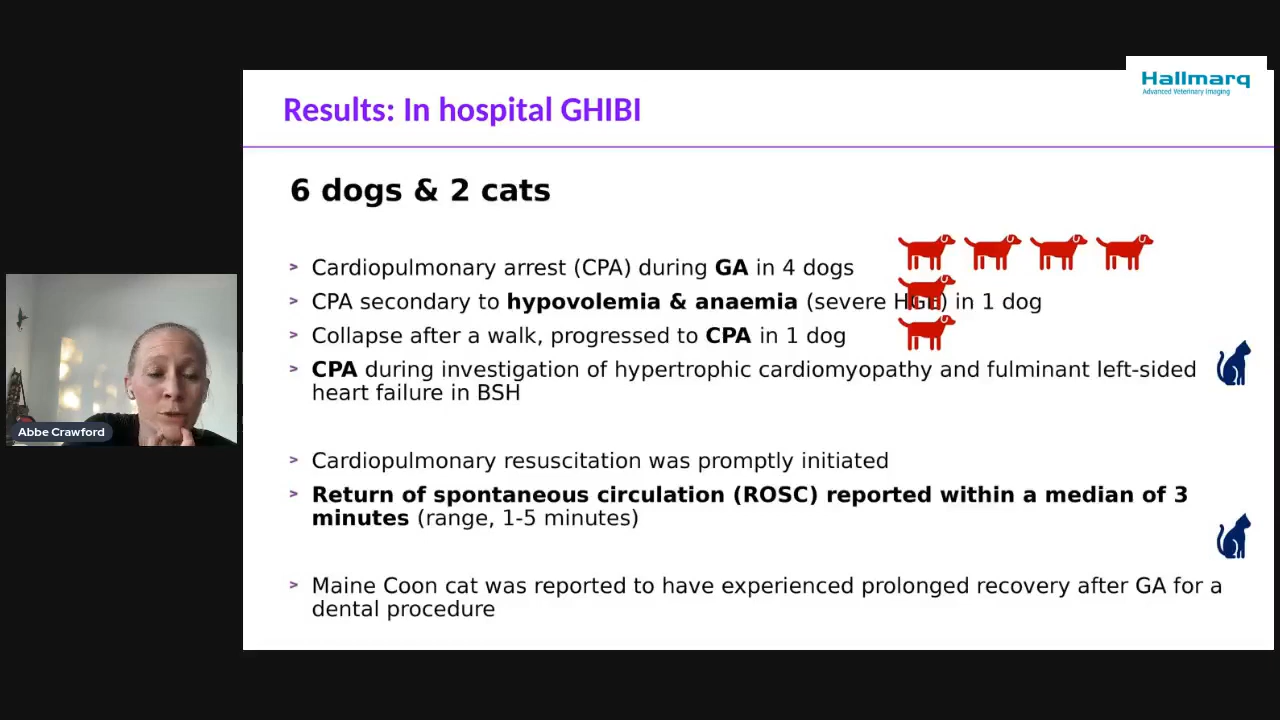 Hallmarq
Advanced Veterinary Imaging
Results: In hospital GHIBI
6 dogs & 2 cats
> Cardiopulmonary arrest (CPA) during GA in 4 dogs
> CPA secondary to hypovolemia & anaemia (severe HGE) in 1 dog
> Collapse after a walk, progressed to CPA in 1 dog
> CPA during investigation of hypertrophic cardiomyopathy and fulminant left-sided
heart failure in BSH
> Cardiopulmonary resuscitation was promptly initiated
> Return of spontaneous circulation (ROSC) reported within a median of 3
minutes (range, 1-5 minutes)
> Maine Coon cat was reported to have experienced prolonged recovery after GA for a
dental procedure
Abbe Crawford